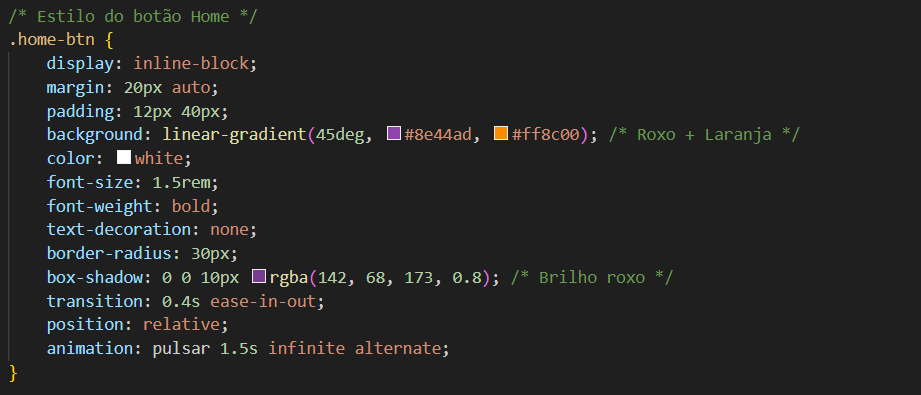 /* Estilo do botão Home */
.home-btn {
    display: inline-block;
    margin: 20px auto;
    padding: 12px 40px;
    background: linear-gradient(45deg, #8e44ad, #ff8c00); /* Roxo + Laranja */
    color: white;
    font-size: 1.5rem;
    font-weight: bold;
    text-decoration: none;
    border-radius: 30px;
    box-shadow: 0 0 10px rgba(142, 68, 173, 0.8); /* Brilho roxo */
    transition: 0.4s ease-in-out;
    position: relative;
    animation: pulsar 1.5s infinite alternate;
}